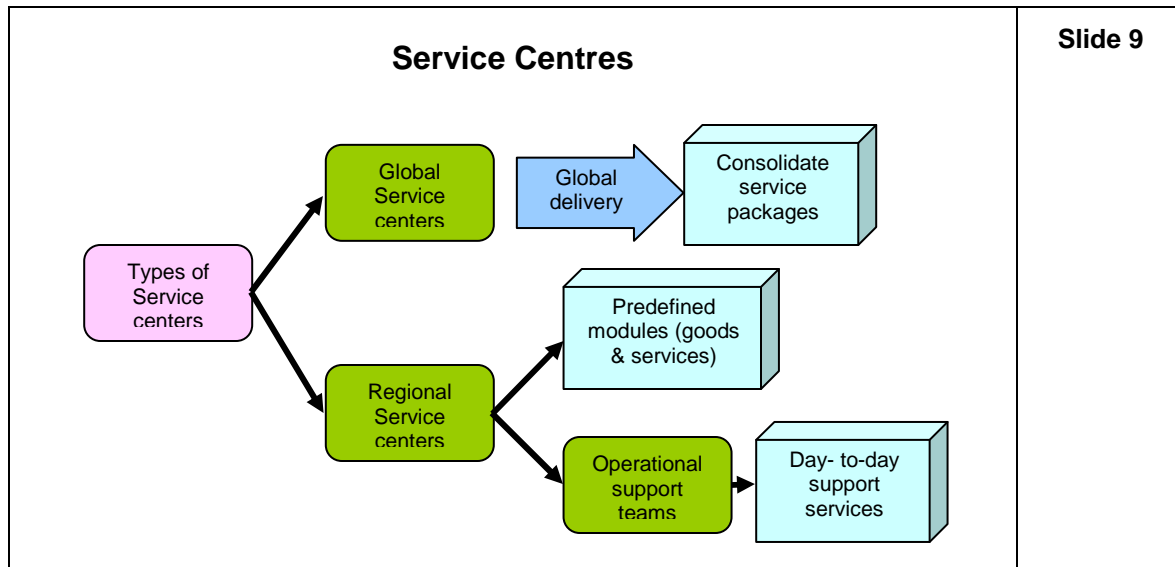 Service Centres
Slide 9
Global
Service
centers
Global
delivery
Consolidate
service
packages
Types of
Service
centers
Predefined
modules (goods
& services)
Regional
Service
centers
Operational
support
teams
Day- to-day
support
services